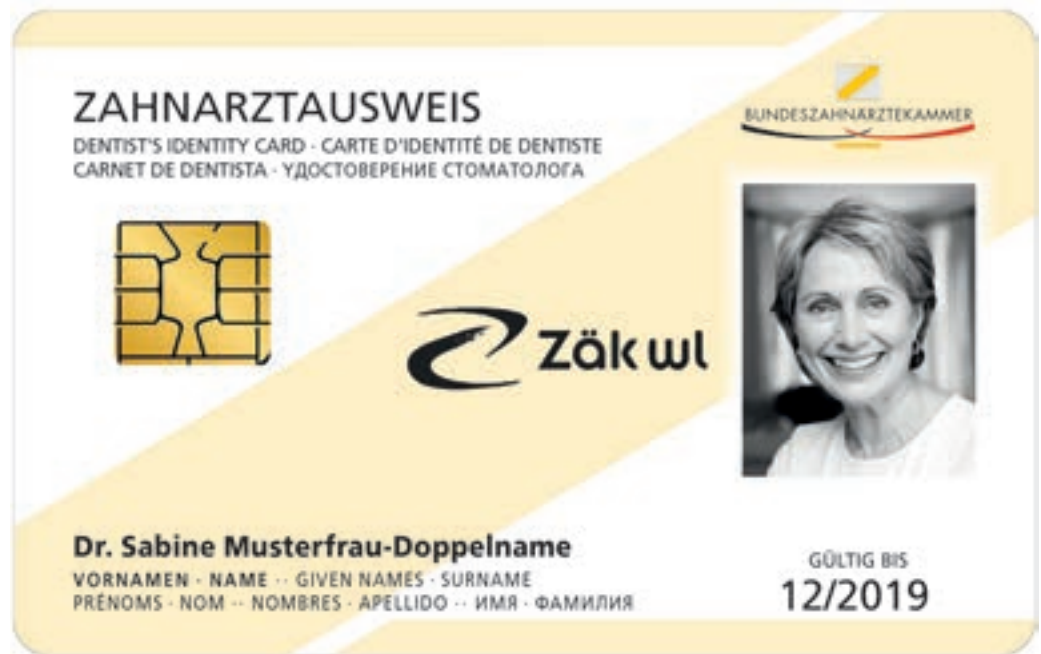 ZAHNARZTAUSWEIS
DENTIST'S IDENTITY CARD · CARTE D'IDENTITÉ DE DENTISTE
CARNET DE DENTISTA · УДОСТОВЕРЕНИЕ СТОМАТОЛОГА
BUNDESZAHNÄRZTEKAMMER
Zäk wl
Dr. Sabine Musterfrau-Doppelname
VORNAMEN · NAME ·· GIVEN NAMES · SURNAME
PRÉNOMS · NOM ·· NOMBRES · APELLIDO ·· ИМЯ · ФАМИЛИЯ
GÜLTIG BIS
12/2019